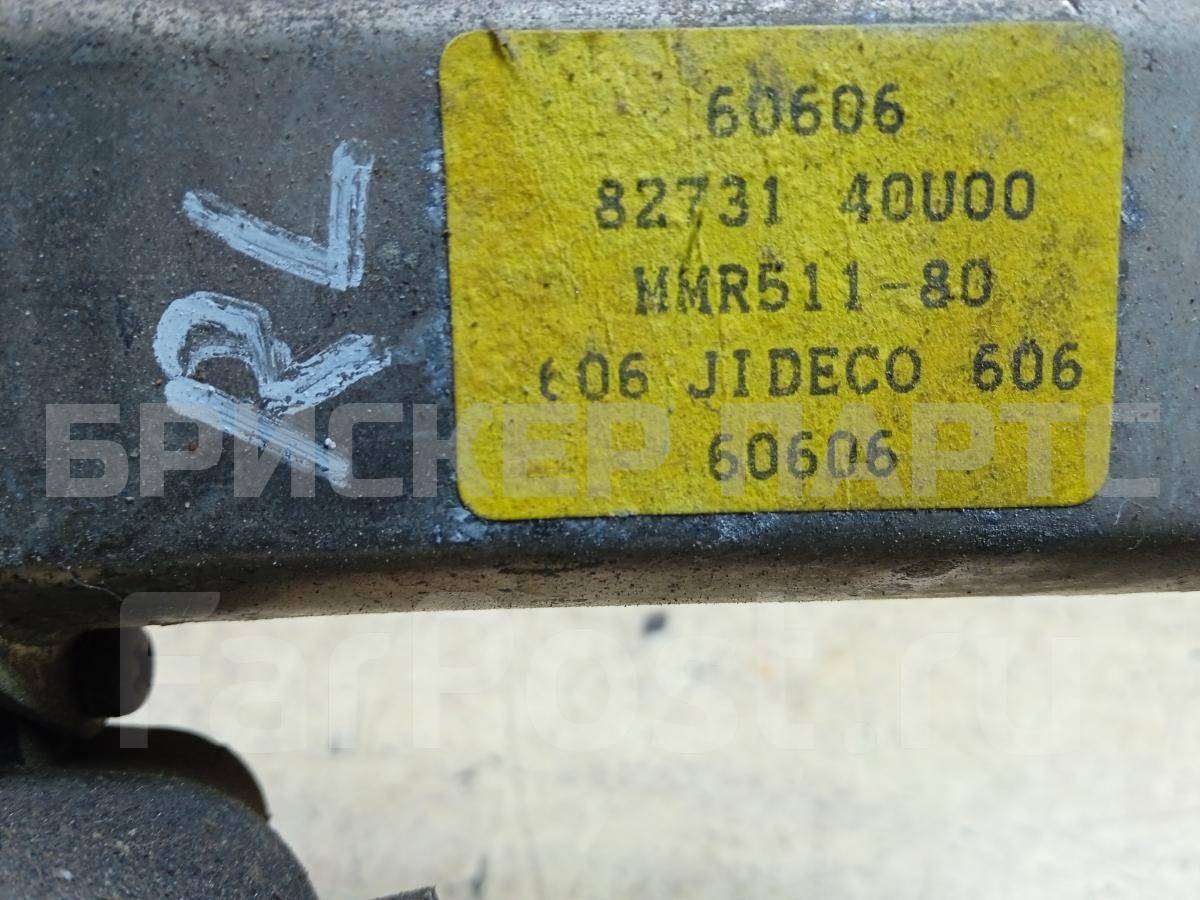 60606
82731 40U00
MMR511-80
606 JIDECO 606
60606
RL
БРИСКЕР ПАРТС
FarPost.ru